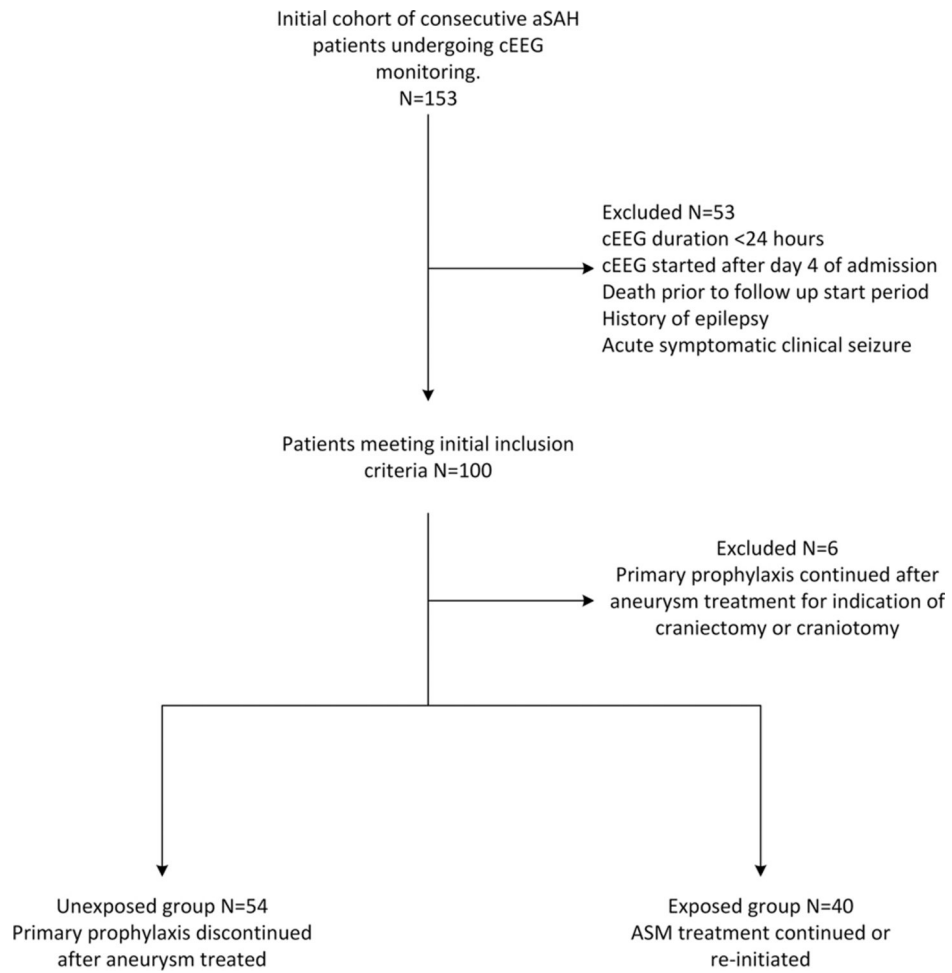 Initial cohort of consecutive aSAH
patients undergoing cEEG
monitoring.
N=153
Excluded N=53
cEEG duration <24 hours
cEEG started after day 4 of admission
Death prior to follow up start period
History of epilepsy
Acute symptomatic clinical seizure
Patients meeting initial inclusion
criteria N=100
Excluded N=6
Primary prophylaxis continued after
aneurysm treatment for indication of
craniectomy or craniotomy
Unexposed group N=54
Primary prophylaxis discontinued
after aneurysm treated
Exposed group N=40
ASM treatment continued or
re-initiated